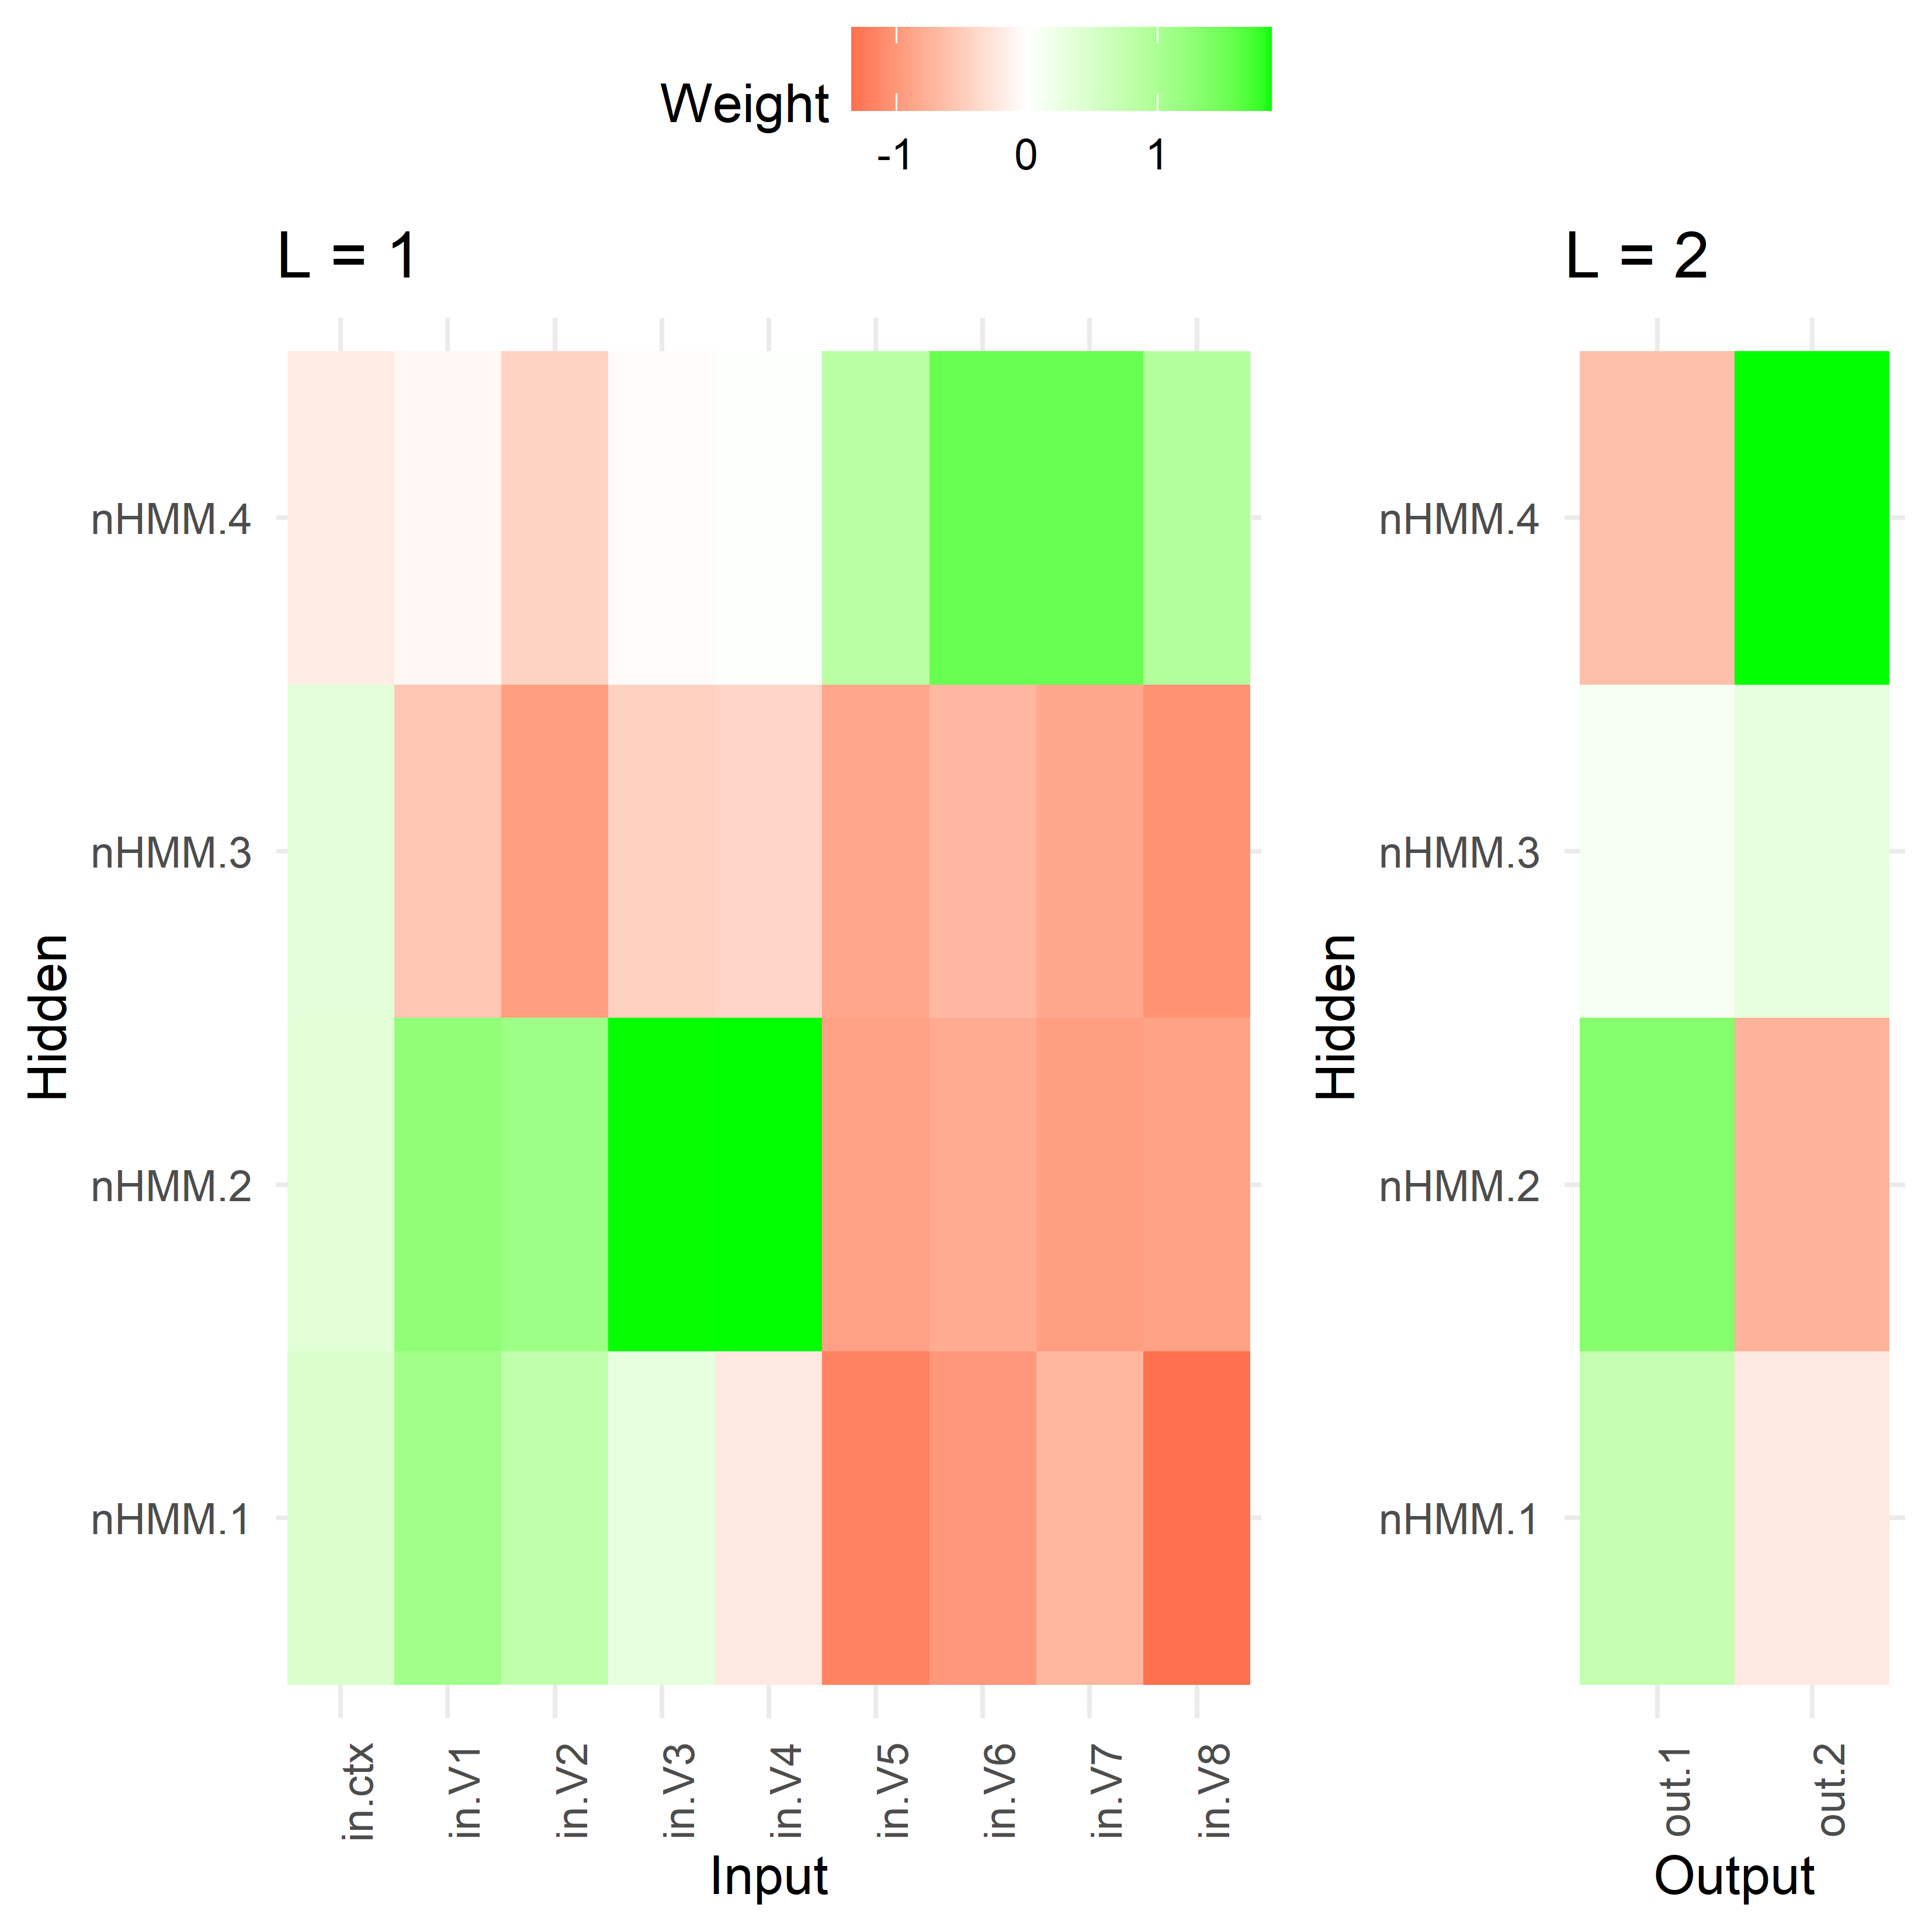 Weight
-1 0 1
L = 1
L = 2
nHMM.4
nHMM.3
nHMM.2
nHMM.1
Hidden
in.ctx in.V1 in.V2 in.V3 in.V4 in.V5 in.V6 in.V7 in.V8
Input
nHMM.4
nHMM.3
nHMM.2
nHMM.1
Hidden
out.1 out.2
Output